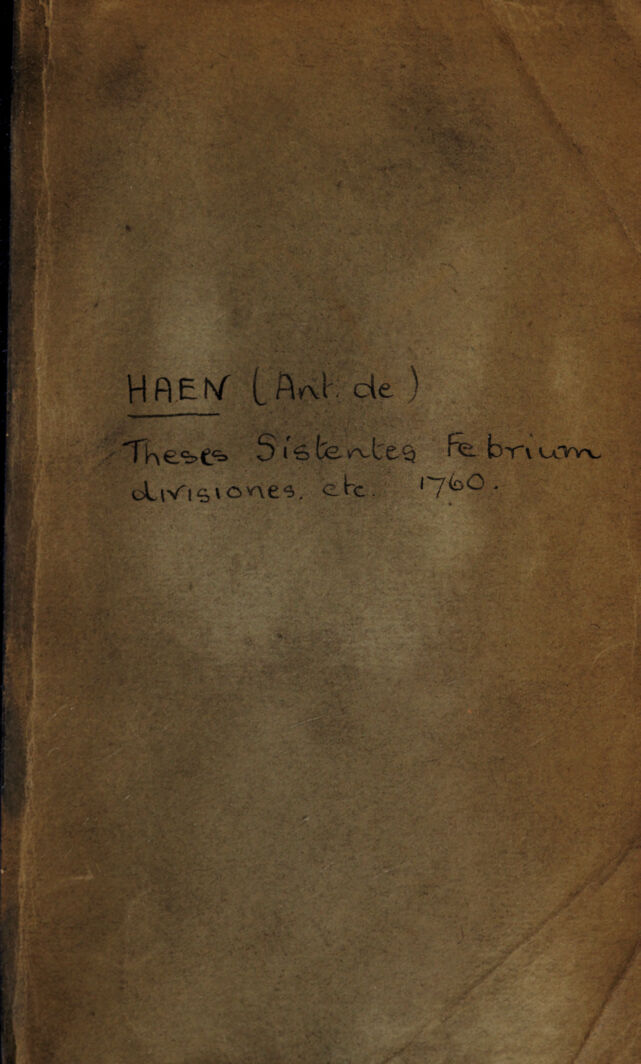 HAEN (Ant. de)
Theses Sistentes Febrium
divisiones, etc. 1760.